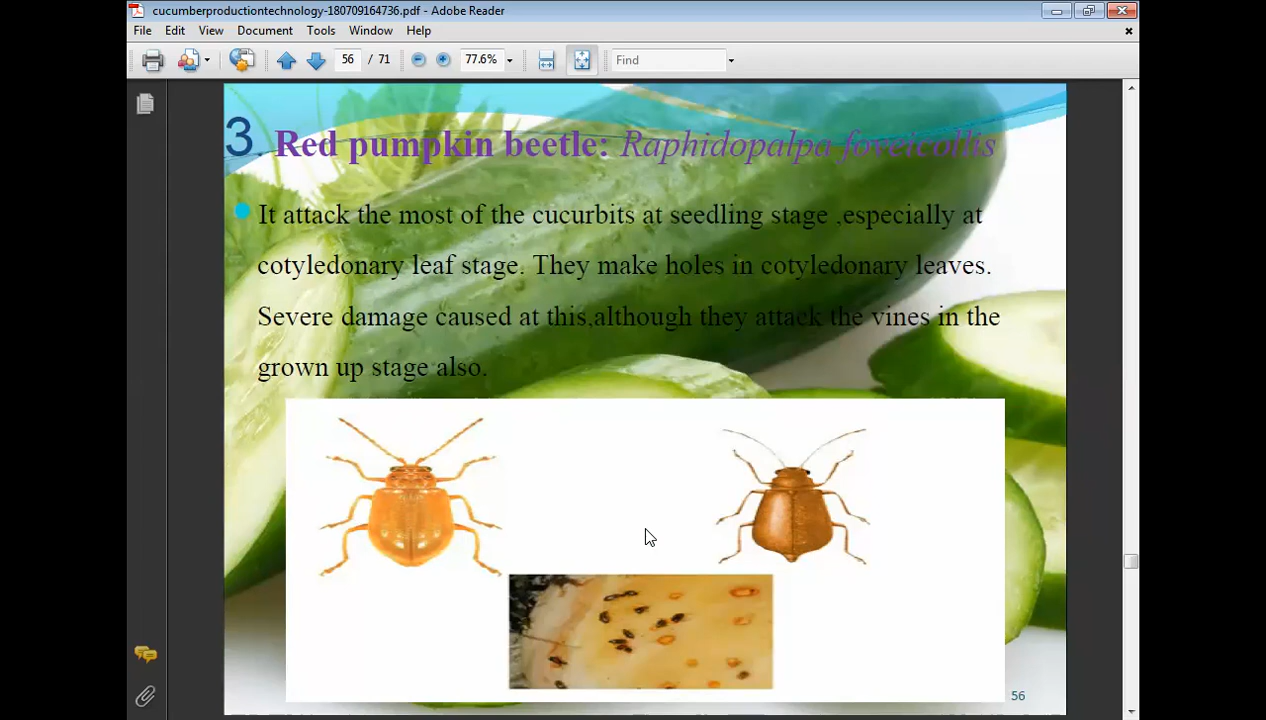 cucumberproductiontechnology-180709164736.pdf - Adobe Reader
File Edit View Document Tools Window Help
56 / 71 77.6% Find
3. Red pumpkin beetle: Raphidopalpa foveicollis
It attack the most of the cucurbits at seedling stage ,especially at
cotyledonary leaf stage. They make holes in cotyledonary leaves.
Severe damage caused at this,although they attack the vines in the
grown up stage also.
56